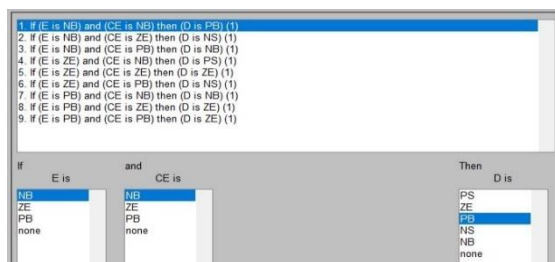 1. If (E is NB) and (CE is NB) then (D is PB) (1)
2. If (E is NB) and (CE is ZE) then (D is NS) (1)
3. If (E is NB) and (CE is PB) then (D is NB) (1)
4. If (E is ZE) and (CE is NB) then (D is PS) (1)
5. If (E is ZE) and (CE is ZE) then (D is ZE) (1)
6. If (E is ZE) and (CE is PB) then (D is NS) (1)
7. If (E is PB) and (CE is NB) then (D is NB) (1)
8. If (E is PB) and (CE is ZE) then (D is ZE) (1)
9. If (E is PB) and (CE is PB) then (D is ZE) (1)
If and Then
E is CE is D is
NB NB PS
ZE ZE ZE
PB PB PB
none none NS
NB
none